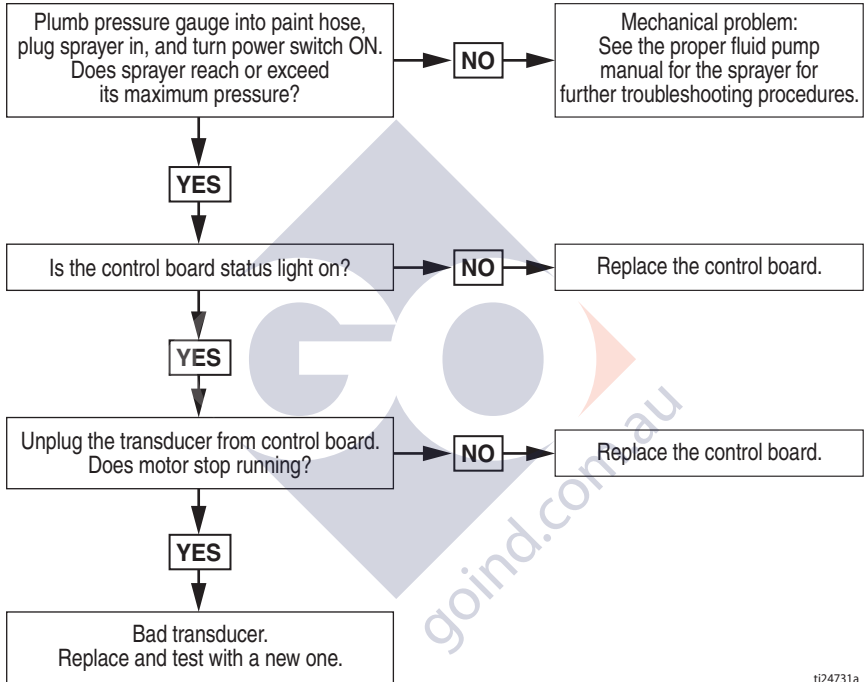 Plumb pressure gauge into paint hose,
plug sprayer in, and turn power switch ON.
Does sprayer reach or exceed
its maximum pressure?
NO
Mechanical problem:
See the proper fluid pump
manual for the sprayer for
further troubleshooting procedures.
YES
Is the control board status light on?
NO
Replace the control board.
YES
Unplug the transducer from control board.
Does motor stop running?
NO
Replace the control board.
YES
Bad transducer.
Replace and test with a new one.
GO
goind.com.au
ti24731a